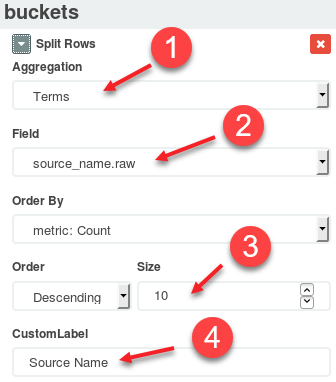 buckets
Split Rows
1
Aggregation
Terms
2
Field
source_name.raw
Order By
metric: Count
3
Order Size
Descending 10
4
CustomLabel
Source Name